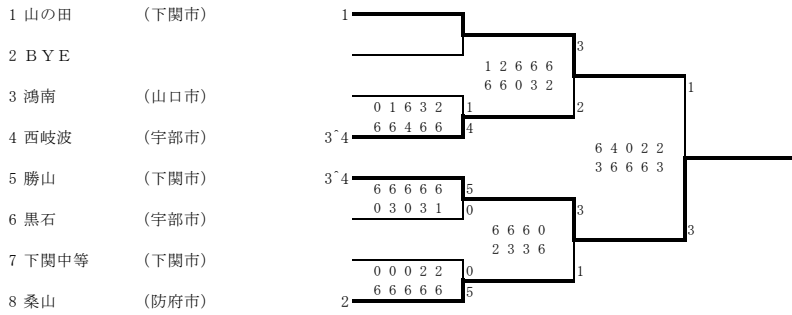 1 山の田 (下関市) 1
3
2 ＢＹＥ
1 2 6 6 6
6 6 0 3 2
1
3 鴻南 (山口市)
0 1 6 3 2 1 2
6 6 4 6 6 4
4 西岐波 (宇部市) 3~4
6 4 0 2 2
3 6 6 6 3
5 勝山 (下関市) 3~4
6 6 6 6 6 5
0 3 0 3 1 0 3
6 黒石 (宇部市)
6 6 6 0
2 3 3 6
3
7 下関中等 (下関市)
0 0 0 2 2 0 1
6 6 6 6 6 5
8 桑山 (防府市) 2